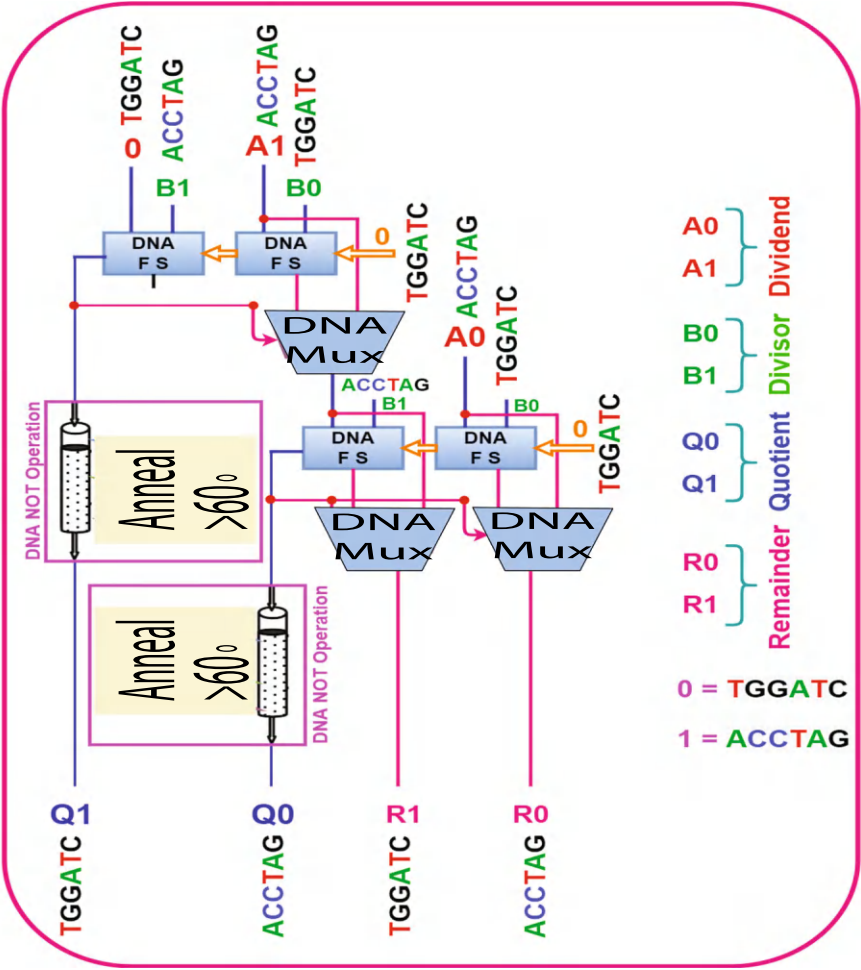 TGGATC
ACCTAG
ACCTAG
TGGATC
0
A1
B1
B0
DNA
F S
DNA
F S
0
TGGATC
DNA
Mux
ACCTAG
TGGATC
A0
ACCTAG
B1
B0
DNA
F S
DNA
F S
0
TGGATC
DNA
Mux
DNA
Mux
DNA NOT Operation
Anneal
>60°
Anneal
>60°
DNA NOT Operation
Q1
Q0
R1
R0
TGGATC
ACCTAG
TGGATC
ACCTAG
A0
A1
Dividend
B0
B1
Divisor
Q0
Q1
Quotient
R0
R1
Remainder
0 = TGGATC
1 = ACCTAG